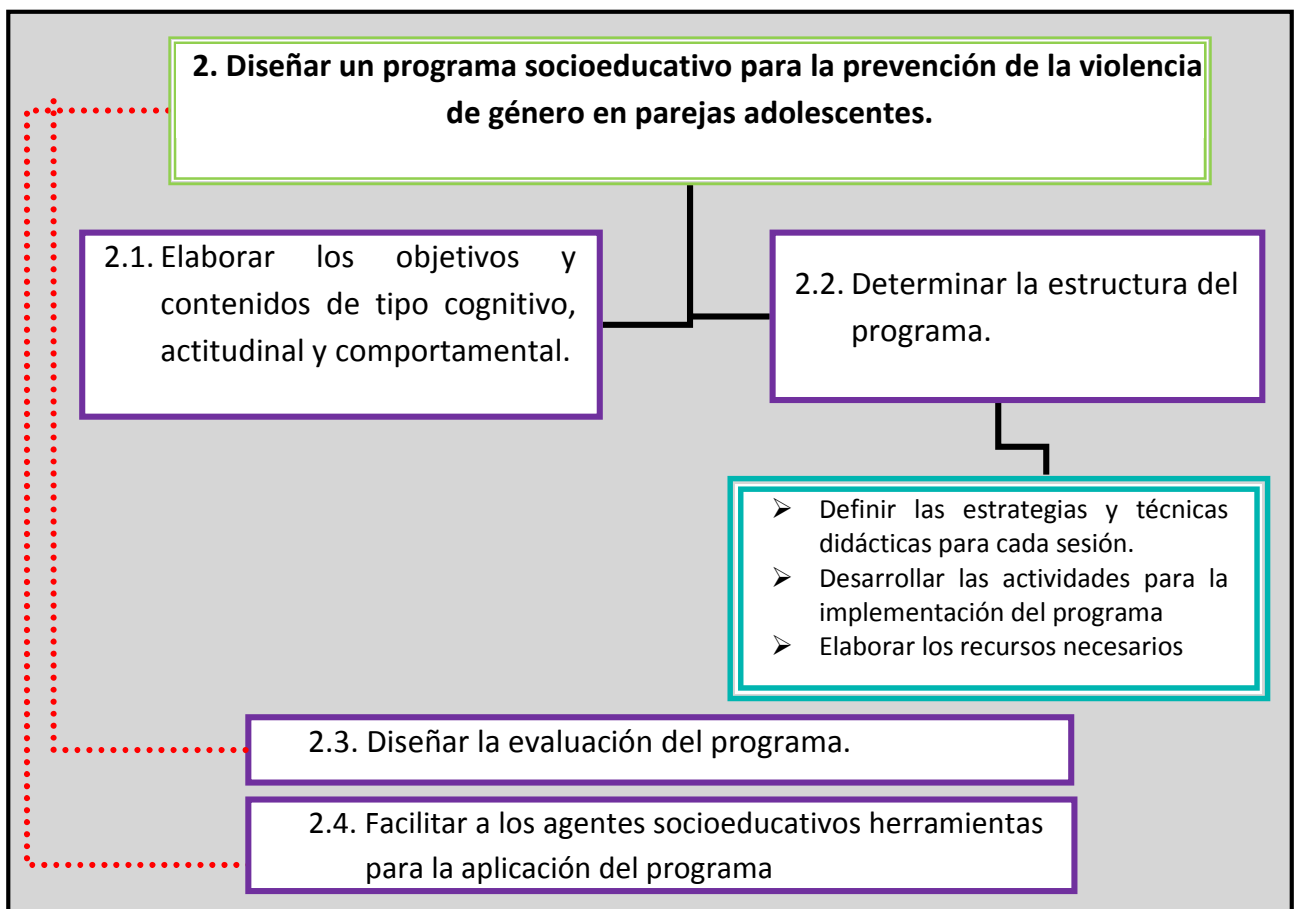 2. Diseñar un programa socioeducativo para la prevención de la violencia
de género en parejas adolescentes.
2.1. Elaborar los objetivos y
contenidos de tipo cognitivo,
actitudinal y comportamental.
2.2. Determinar la estructura del
programa.
➢ Definir las estrategias y técnicas
didácticas para cada sesión.
➢ Desarrollar las actividades para la
implementación del programa
➢ Elaborar los recursos necesarios
2.3. Diseñar la evaluación del programa.
2.4. Facilitar a los agentes socioeducativos herramientas
para la aplicación del programa